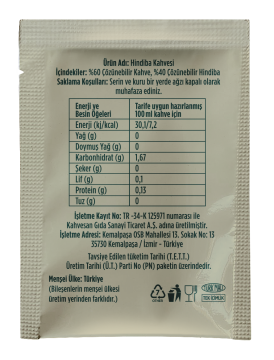 Ürün Adı: Hindiba Kahvesi
İçindekiler: %60 Çözünebilir Kahve, %40 Çözünebilir Hindiba
Saklama Koşulları: Serin ve kuru bir yerde ağzı kapalı olarak
muhafaza ediniz.
Enerji ve
Besin Öğeleri
Tarife uygun hazırlanmış
100 ml kahve için
Enerji (kj/kcal) 30,1/7,2
Yağ (g) 0
Doymuş Yağ (g) 0
Karbonhidrat (g) 1,67
Şeker (g) 0
Lif (g) 0,1
Protein (g) 0,13
Tuz (g) 0
İşletme Kayıt No: TR -34-K 125971 numarası ile
Kahvesan Gıda Sanayi Ticaret A.Ş. adına üretilmiştir.
İşletme Adresi: Kemalpaşa OSB Mahallesi 13. Sokak No: 13
35730 Kemalpaşa / İzmir - Türkiye
Tavsiye Edilen tüketim Tarihi (T.E.T.T.)
Üretim Tarihi (Ü.T.) Parti No (PN) paketin üzerindedir.
Menşei Ülke: Türkiye
(Bileşenlerin menşei ülkesi
üretim yerinden farklıdır.)